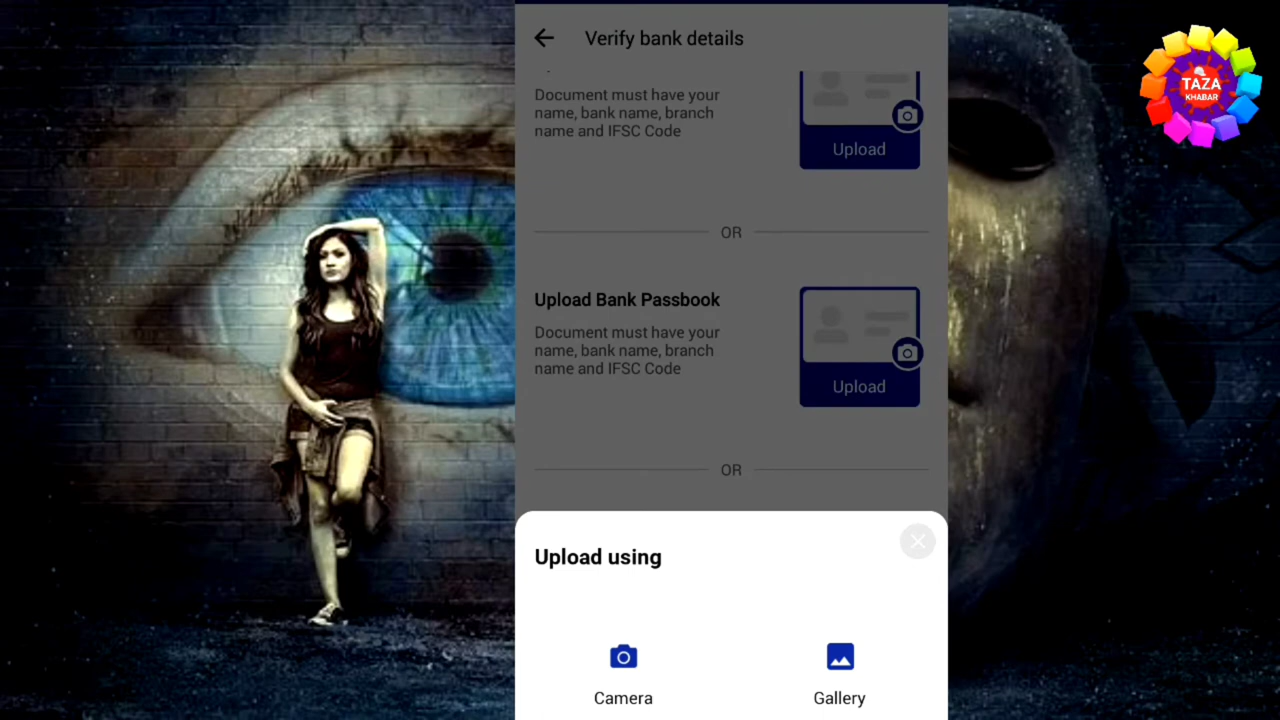 Verify bank details
Document must have your
name, bank name, branch
name and IFSC Code
Upload
OR
Upload Bank Passbook
Document must have your
name, bank name, branch
name and IFSC Code
Upload
OR
Upload using
Camera
Gallery
TAZA
KHABAR